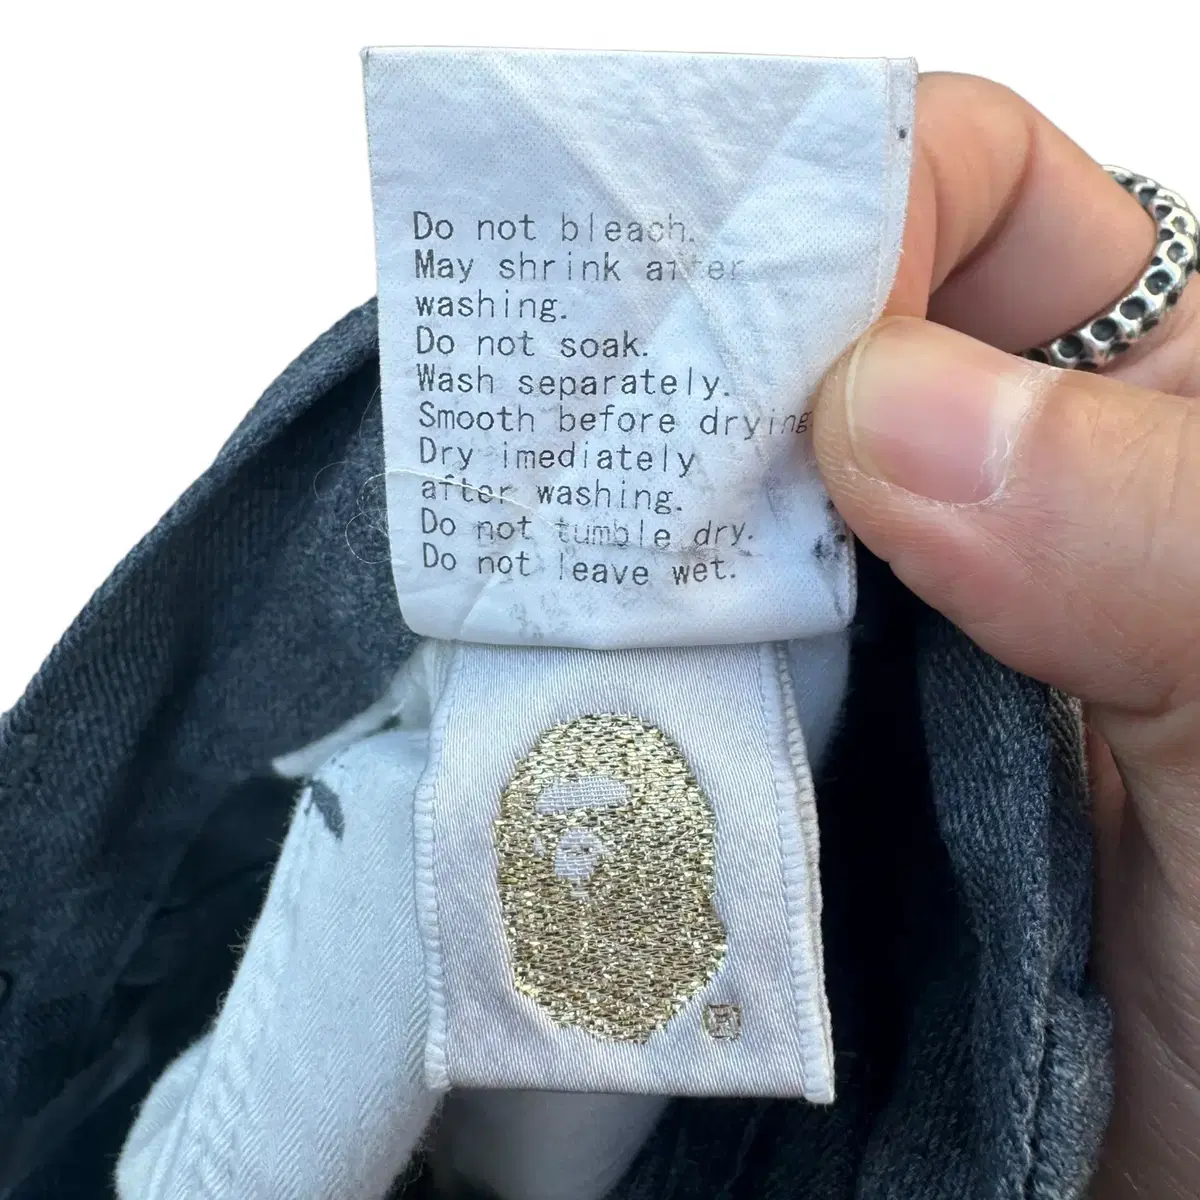 Do not bleach.
May shrink after
washing.
Do not soak.
Wash separately.
Smooth before drying.
Dry imediately
after washing.
Do not tumble dry.
Do not leave wet.